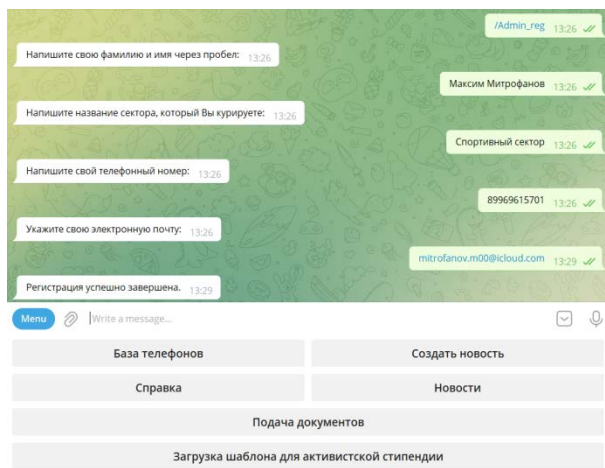 /Admin_reg 13:26
Напишите свою фамилию и имя через пробел: 13:26
Максим Митрофанов 13:26
Напишите название сектора, который Вы курируете: 13:26
Спортивный сектор 13:26
Напишите свой телефонный номер: 13:26
89969615701 13:26
Укажите свою электронную почту: 13:26
mitrofanov.m00@icloud.com 13:29
Регистрация успешно завершена. 13:29
Menu Write a message...
База телефонов Создать новость
Справка Новости
Подача документов
Загрузка шаблона для активистской стипендии